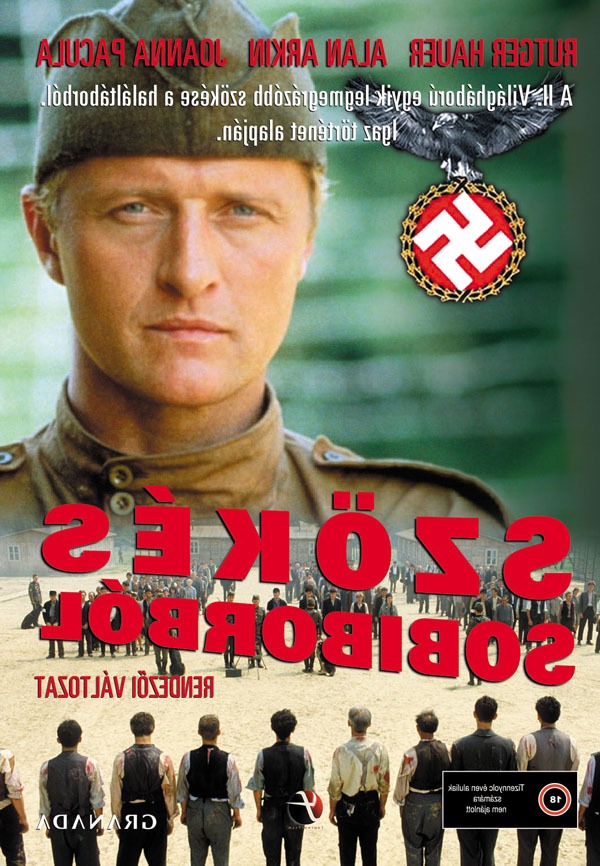 RUTGER HAUER ALAN ARKIN JOANNA PACULA
A II. Világháború egyik legmegrázóbb szökése a haláltáborból.
Igaz történet alapján.
SZÖKÉS
SOBIBORBÓL
RENDEZŐI VÁLTOZAT
18
Tizennyolc éven aluliak
számára
nem ajánlott
GRANADA